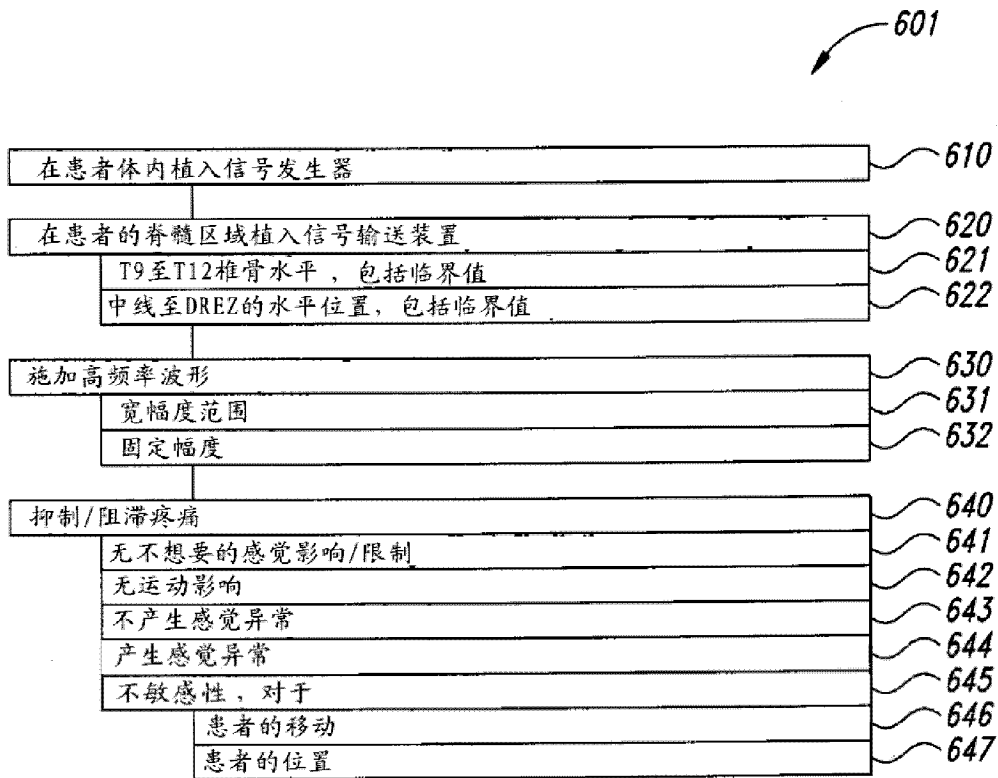 601
在患者体内植入信号发生器 610
在患者的脊髓区域植入信号输送装置 620
T9至T12椎骨水平，包括临界值 621
中线至DREZ的水平位置，包括临界值 622
施加高频率波形 630
宽幅度范围 631
固定幅度 632
抑制/阻滞疼痛 640
无不想要的感觉影响/限制 641
无运动影响 642
不产生感觉异常 643
产生感觉异常 644
不敏感性，对于 645
患者的移动 646
患者的位置 647